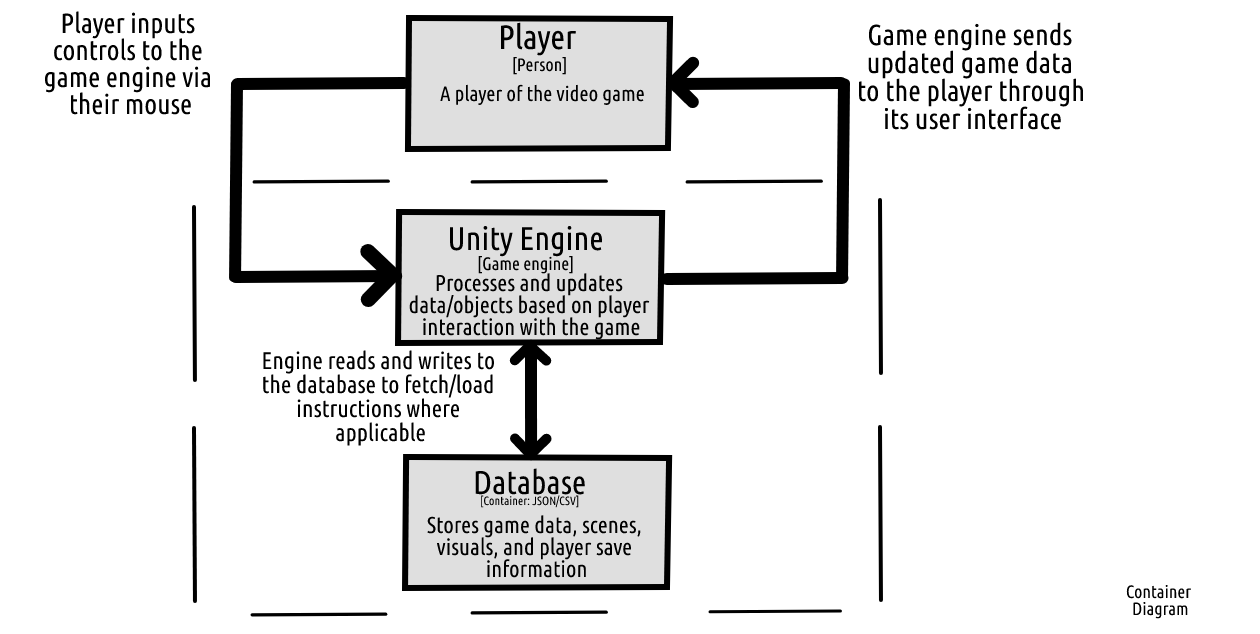 Player inputs
controls to the
game engine via
their mouse
Player
[Person]
A player of the video game
Game engine sends
updated game data
to the player through
its user interface
Unity Engine
[Game engine]
Processes and updates
data/objects based on player
interaction with the game
Engine reads and writes to
the database to fetch/load
instructions where
applicable
Database
[Container: JSON/CSV]
Stores game data, scenes,
visuals, and player save
information
Container
Diagram